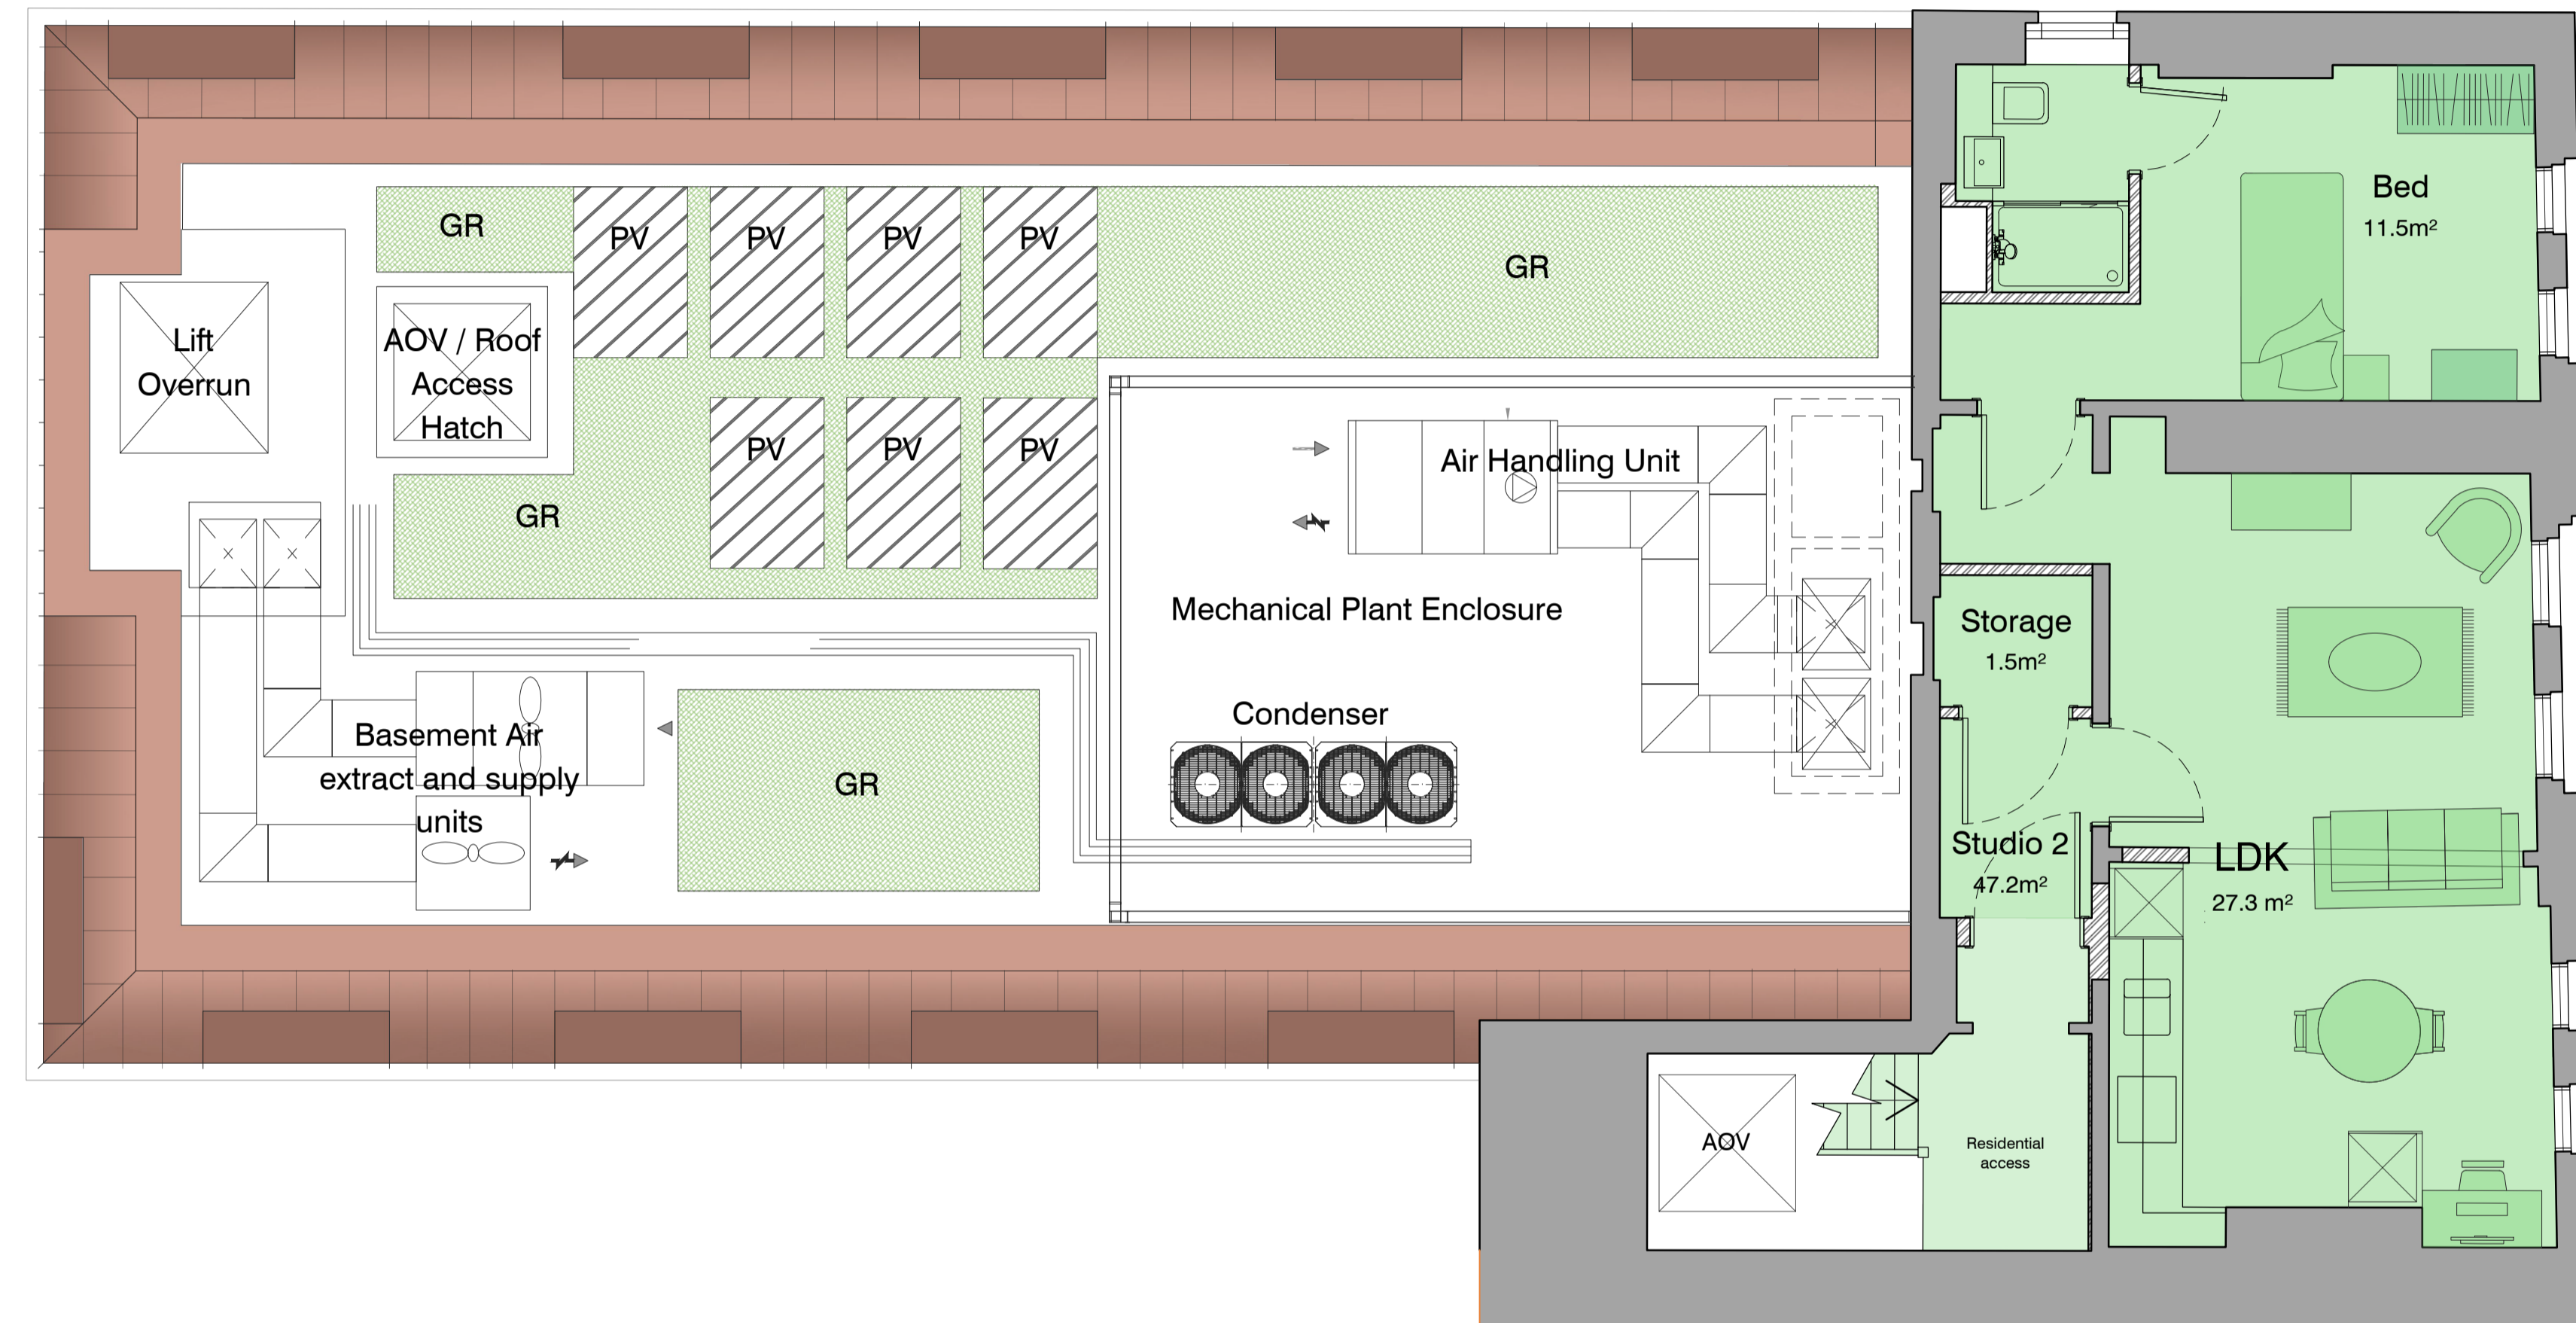 GR
PV
PV
PV
PV
GR
Lift
Overrun
AOV / Roof
Access
Hatch
PV
PV
PV
GR
Air Handling Unit
Mechanical Plant Enclosure
Condenser
Basement Air
extract and supply
units
GR
Bed
11.5m²
Storage
1.5m²
Studio 2
47.2m²
LDK
27.3 m²
AOV
Residential
access